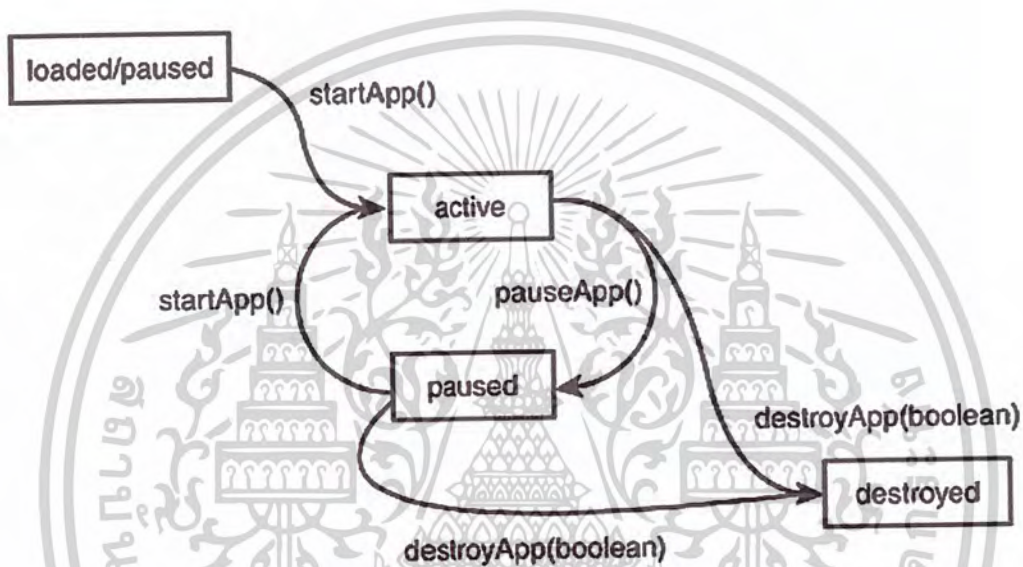 loaded/paused
startApp()
active
startApp()
pauseApp()
paused
destroyApp(boolean)
destroyed
destroyApp(boolean)